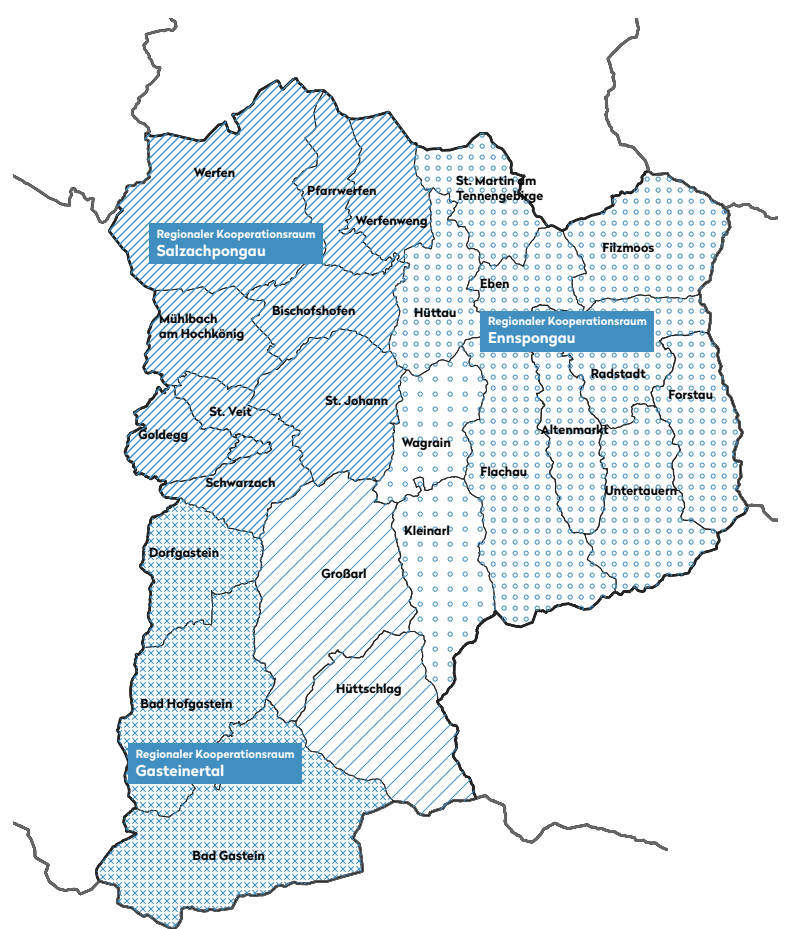 Werfen
Pfarrwerfen
Werfenweng
St. Martin am
Tennengebirge
Regionaler Kooperationsraum
Salzachpongau
Filzmoos
Eben
Mühlbach
am Hochkönig
Bischofshofen
Hüttau
Regionaler Kooperationsraum
Ennspongau
Radstadt
Forstau
St. Veit
St. Johann
Goldegg
Wagrain
Altenmarkt
Flachau
Schwarzach
Untertauern
Kleinarl
Dorfgastein
Großarl
Hüttschlag
Bad Hofgastein
Regionaler Kooperationsraum
Gasteinertal
Bad Gastein